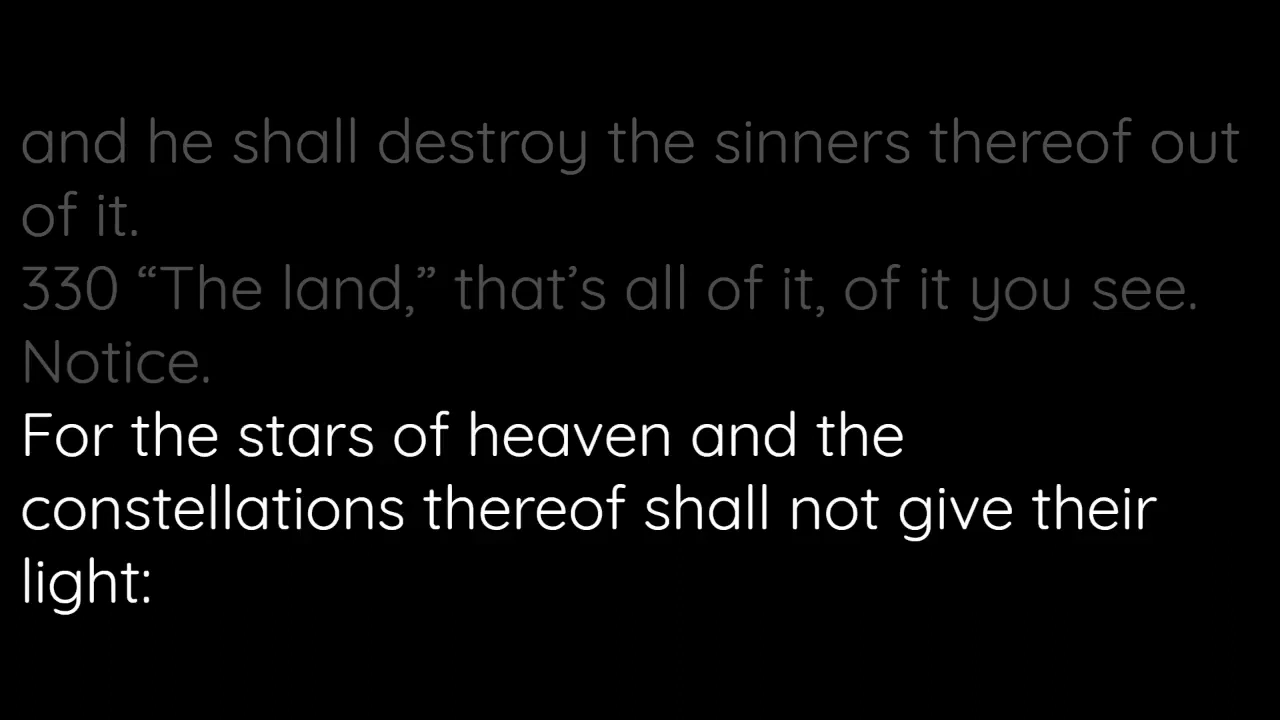 and he shall destroy the sinners thereof out
of it.
330 “The land,” that’s all of it, of it you see.
Notice.
For the stars of heaven and the
constellations thereof shall not give their
light: